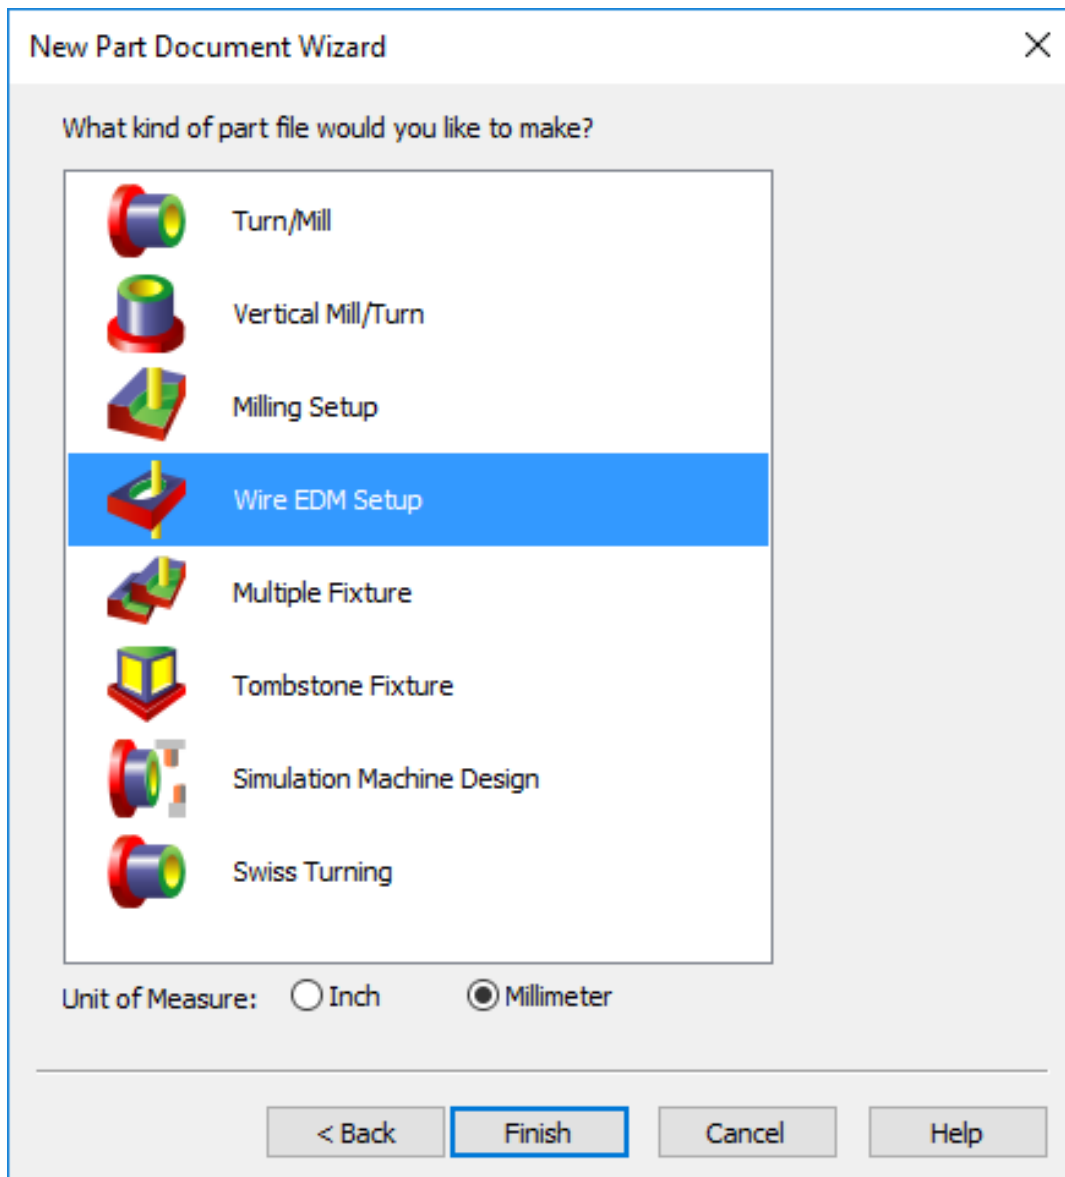 New Part Document Wizard
What kind of part file would you like to make?
Turn/Mill
Vertical Mill/Turn
Milling Setup
Wire EDM Setup
Multiple Fixture
Tombstone Fixture
Simulation Machine Design
Swiss Turning
Unit of Measure: Inch Millimeter
< Back Finish Cancel Help